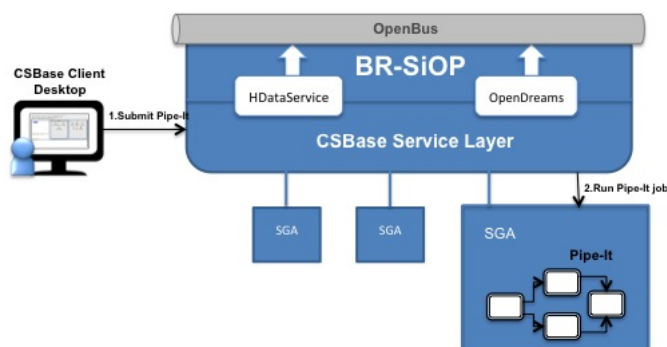 OpenBus
BR-SiOP
CSBase Client
Desktop
HDataService
OpenDreams
1.Submit Pipe-It
CSBase Service Layer
2.Run Pipe-It job
SGA
SGA
SGA
Pipe-It